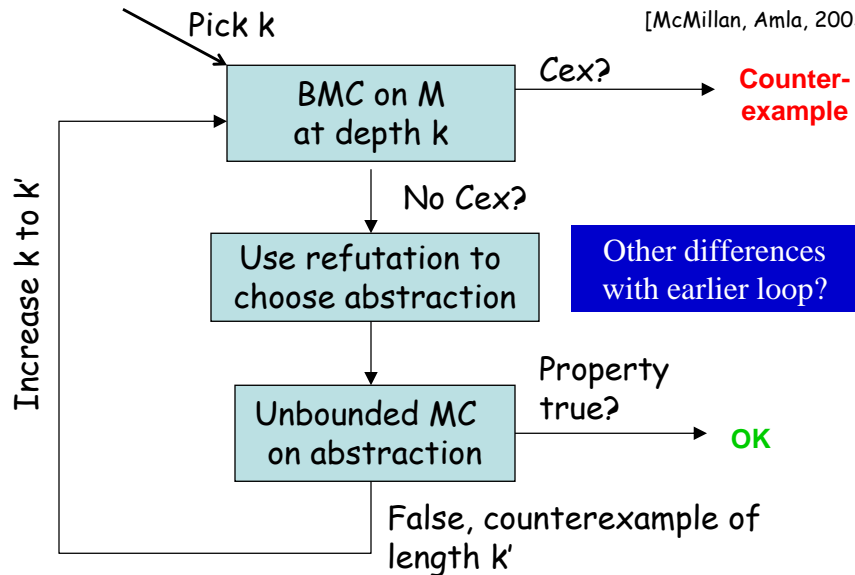 Pick k
[McMillan, Amla, 200
BMC on M
at depth k
Cex?
Counter-
example
Increase k to k'
No Cex?
Use refutation to
choose abstraction
Other differences
with earlier loop?
Unbounded MC
on abstraction
Property
true?
OK
False, counterexample of
length k'